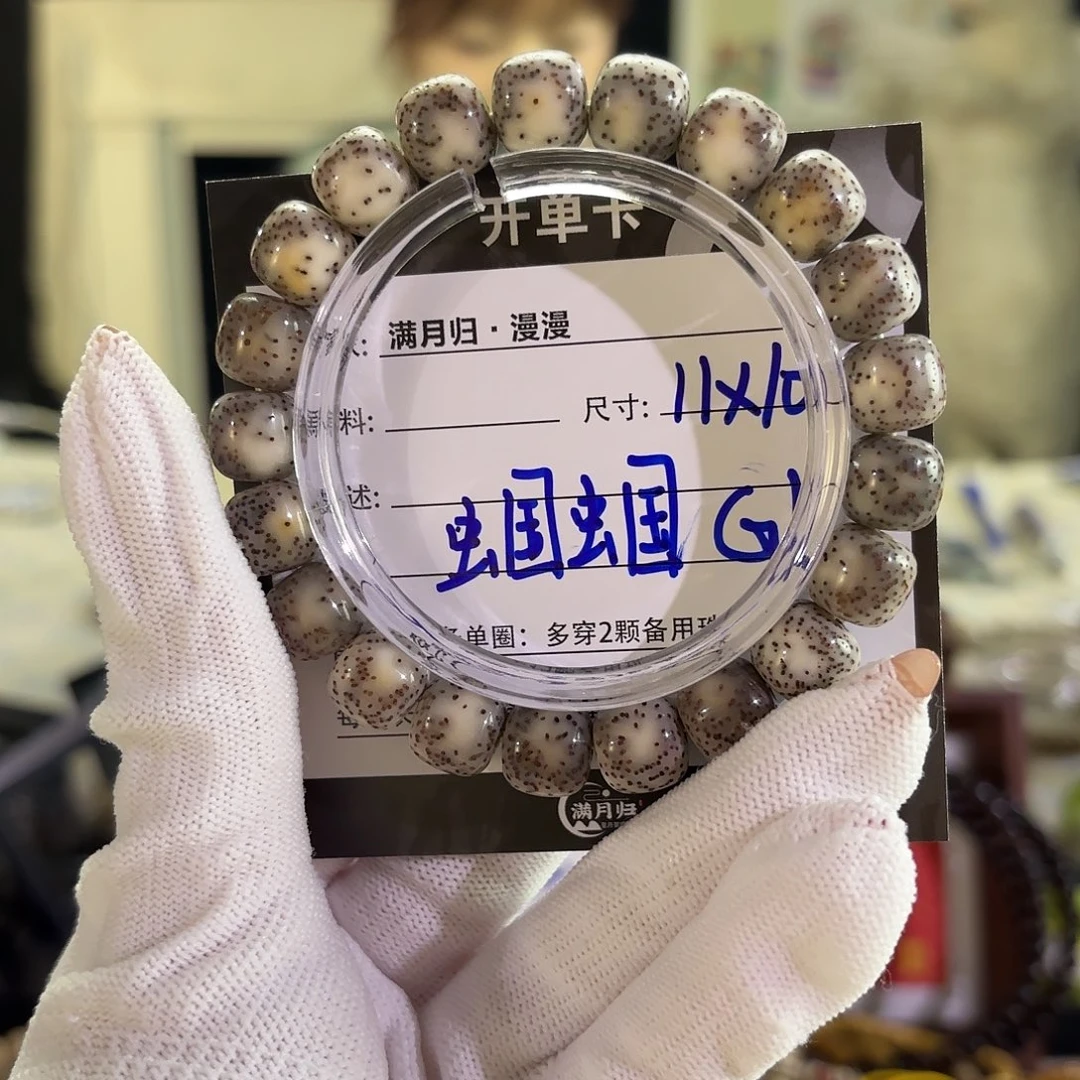 开单卡
满月归·漫漫
料: 尺寸: 11X10
述:
蝈蝈 G
单圈: 多穿2颗备用珠
满月归